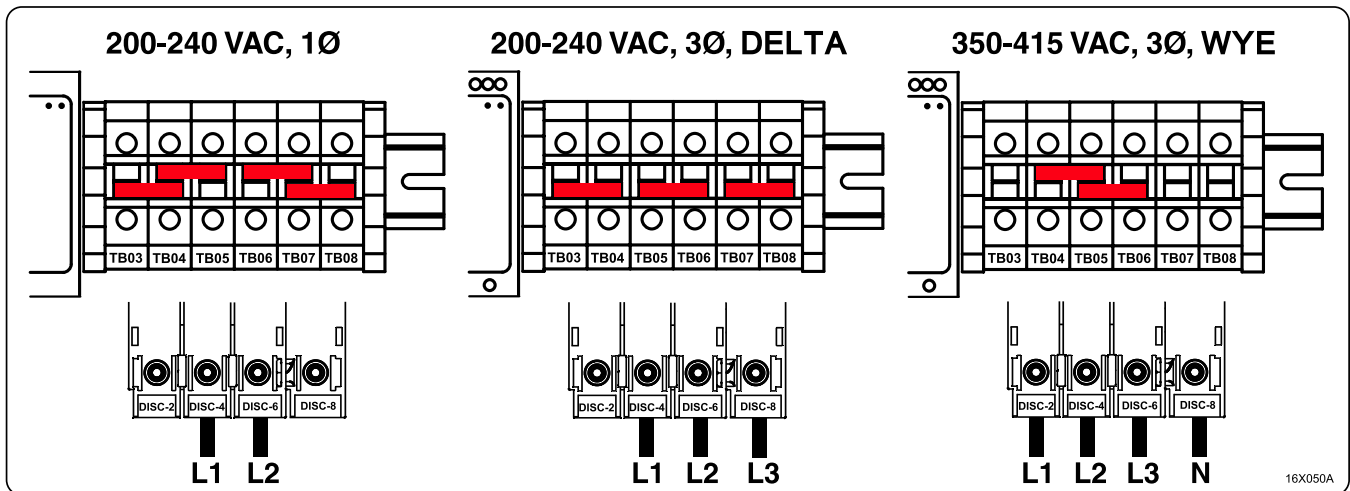 200-240 VAC, 1Ø
TB03 TB04 TB05 TB06 TB07 TB08
DISC-2 DISC-4 DISC-6 DISC-8
L1 L2
200-240 VAC, 3Ø, DELTA
TB03 TB04 TB05 TB06 TB07 TB08
DISC-2 DISC-4 DISC-6 DISC-8
L1 L2 L3
350-415 VAC, 3Ø, WYE
TB03 TB04 TB05 TB06 TB07 TB08
DISC-2 DISC-4 DISC-6 DISC-8
L1 L2 L3 N
16X050A